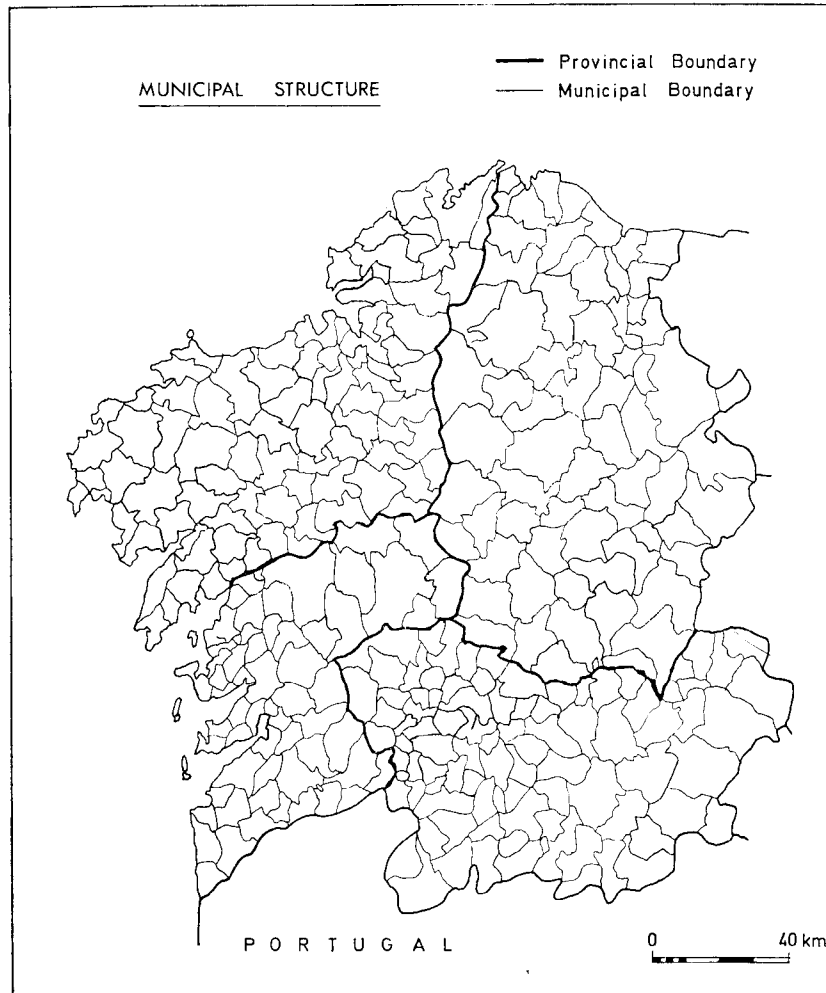 Provincial Boundary
MUNICIPAL STRUCTURE
Municipal Boundary
PORTUGAL
0 40 km